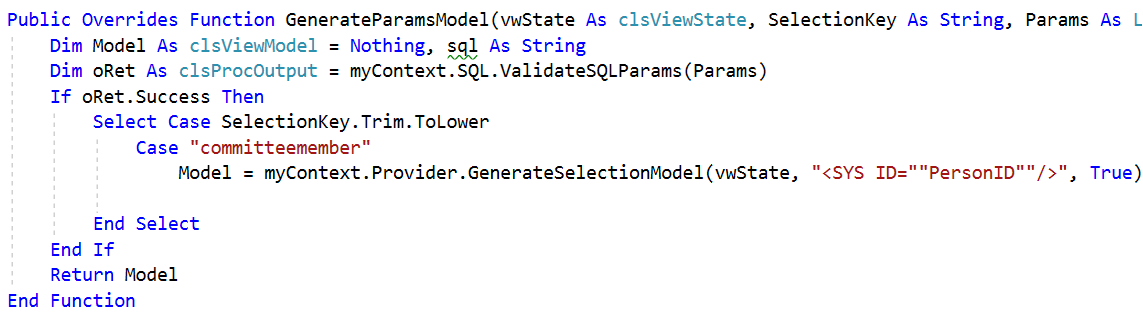 Public Overrides Function GenerateParamsModel(vwState As clsViewState, SelectionKey As String, Params As L
Dim Model As clsViewModel = Nothing, sql As String
Dim oRet As clsProcOutput = myContext.SQL.ValidateSQLParams(Params)
If oRet.Success Then
Select Case SelectionKey.Trim.ToLower
Case "committeemember"
Model = myContext.Provider.GenerateSelectionModel(vwState, "<SYS ID=""PersonID""/>", True)
End Select
End If
Return Model
End Function